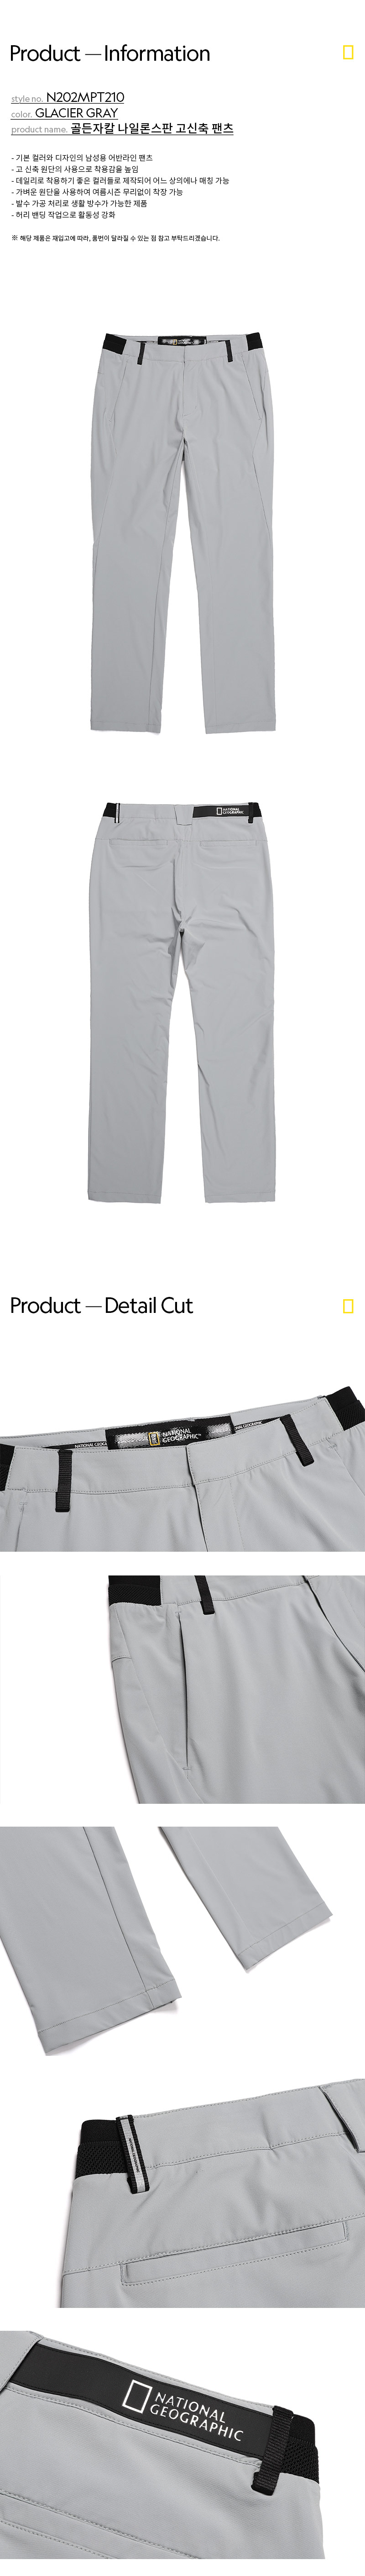 Product — Information
style no. N202MPT210
color. GLACIER GRAY
product name. 골든자칼 나일론스판 고신축 팬츠
- 기본 컬러와 디자인의 남성용 어반라인 팬츠
- 고 신축 원단의 사용으로 착용감을 높임
- 데일리로 착용하기 좋은 컬러들로 제작되어 어느 상의에나 매칭 가능
- 가벼운 원단을 사용하여 여름시즌 무리없이 착장 가능
- 발수 가공 처리로 생활 방수가 가능한 제품
- 허리 밴딩 작업으로 활동성 강화
※ 해당 제품은 재입고에 따라, 품번이 달라질 수 있는 점 참고 부탁드리겠습니다.
NATIONAL
GEOGRAPHIC
Product — Detail Cut
NATIONAL
GEOGRAPHIC™
NATIONAL
GEOGRAPHIC